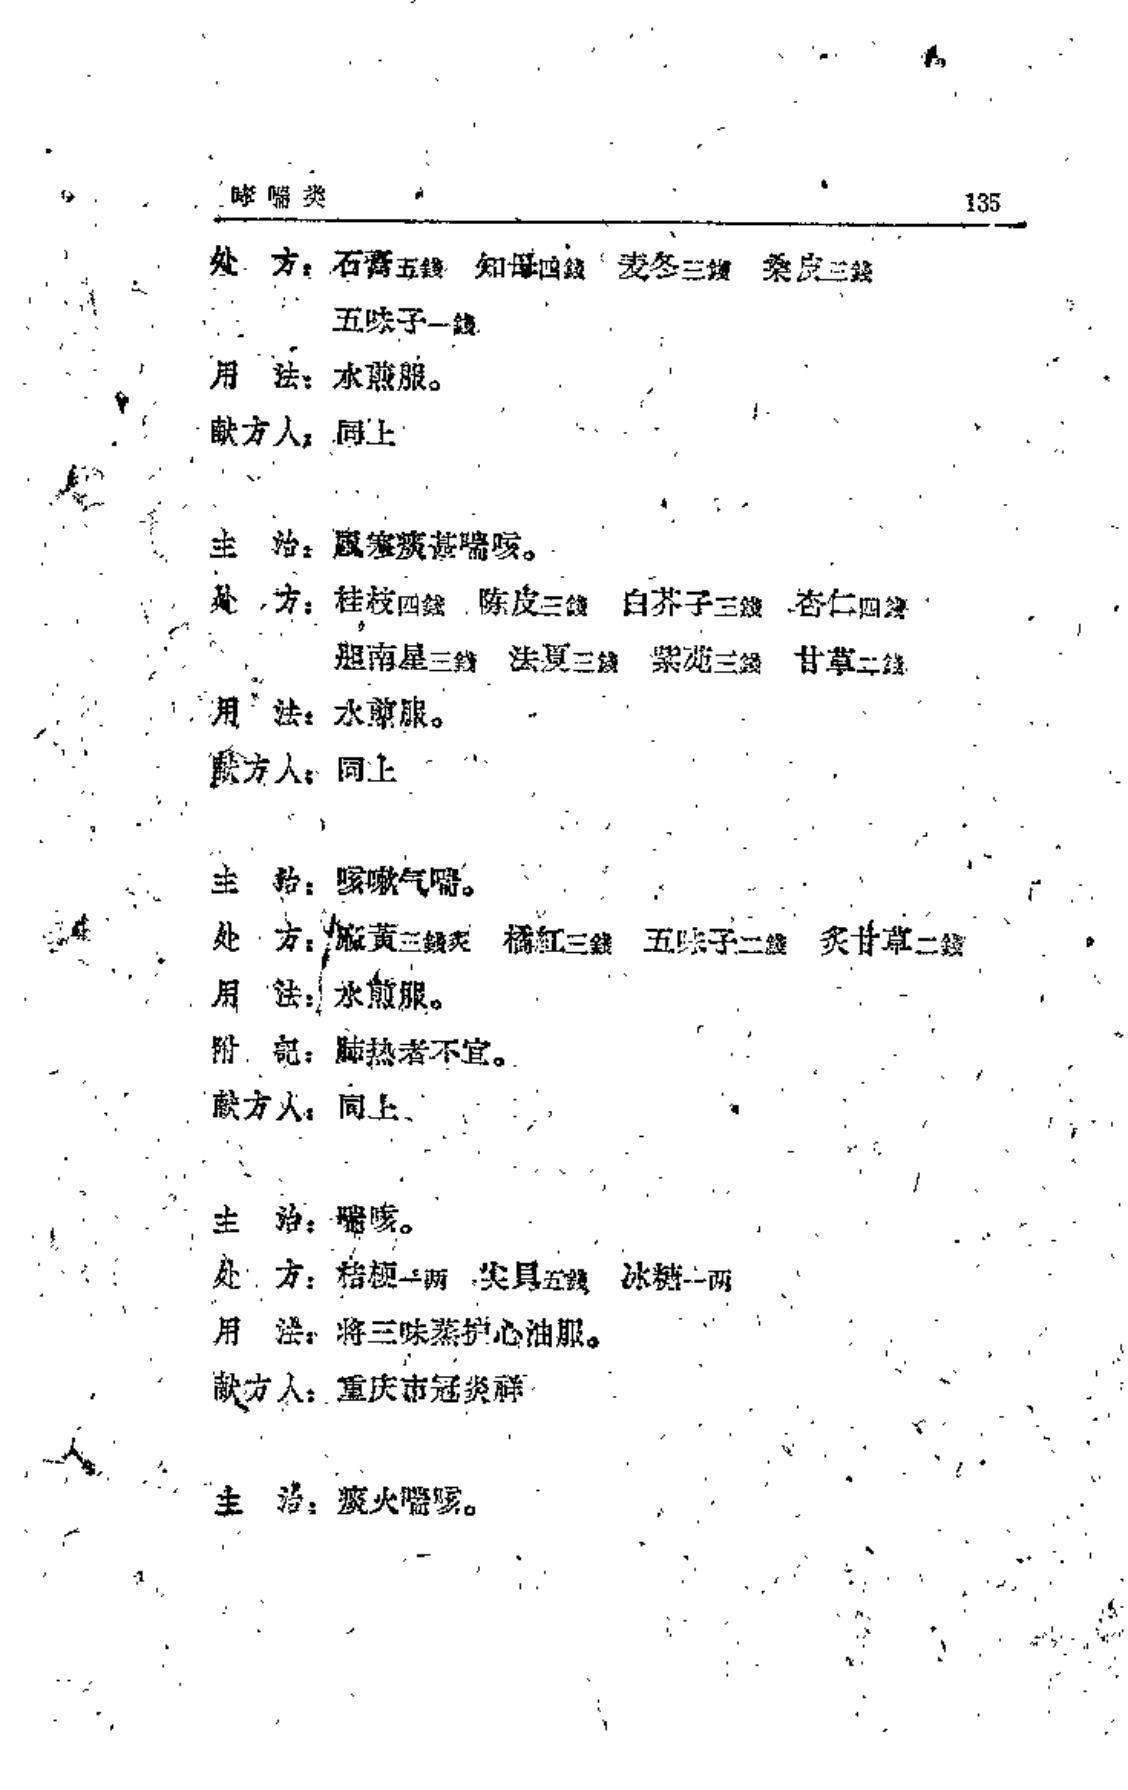 哮喘类 135
处　方：石膏五錢　知母四錢　麦冬三錢　桑皮三錢
五味子一錢
用　法：水煎服。
献方人：同上
主　治：風寒痰甚喘咳。
处　方：桂枝四錢　陈皮三錢　白芥子三錢　杏仁四錢
胆南星三錢　法夏三錢　紫苑三錢　甘草二錢
用　法：水煎服。
献方人：同上
主　治：咳嗽气喘。
处　方：麻黄三錢炙　橘紅三錢　五味子二錢　炙甘草二錢
用　法：水煎服。
附　記：肺热者不宜。
献方人：同上
主　治：喘咳。
处　方：桔梗一两　尖貝五錢　冰糖一两
用　法：将三味蒸护心油服。
献方人：重庆市冠炎祥
主　治：痰火喘咳。